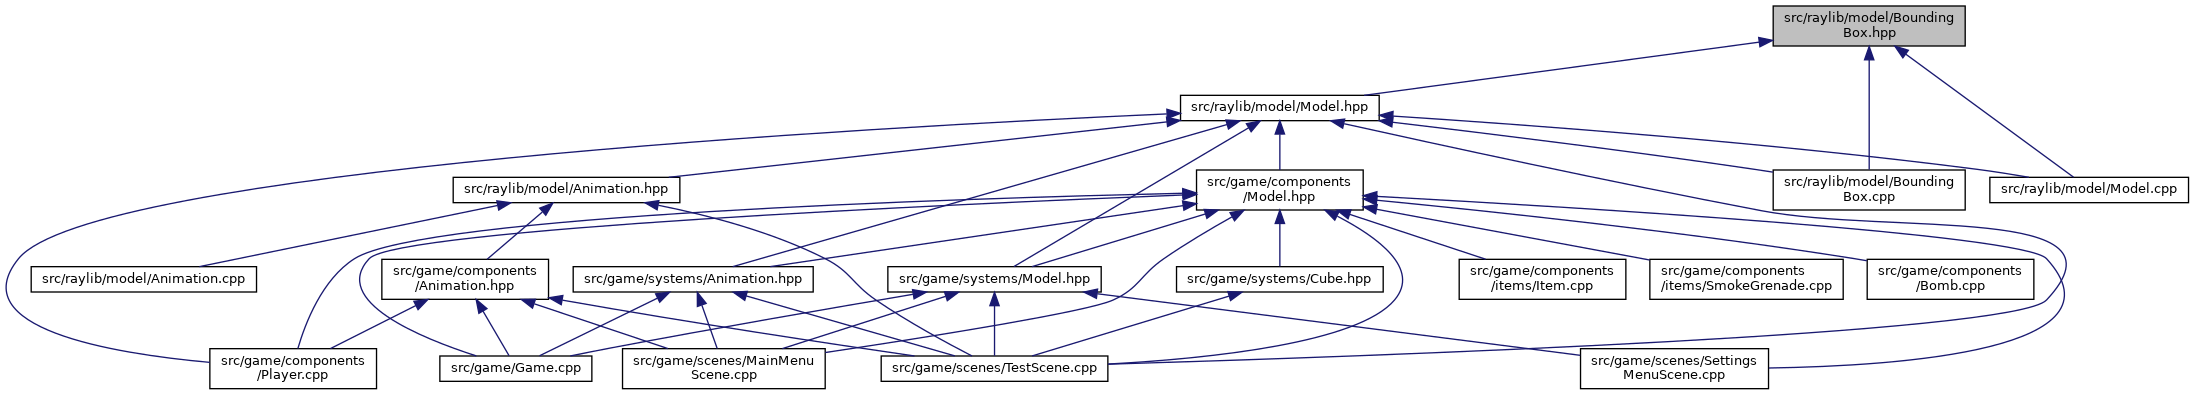 src/raylib/model/Bounding
Box.hpp
src/raylib/model/Model.hpp
src/raylib/model/Animation.hpp
src/game/components
/Model.hpp
src/raylib/model/Bounding
Box.cpp
src/raylib/model/Model.cpp
src/raylib/model/Animation.cpp
src/game/components
/Animation.hpp
src/game/systems/Animation.hpp
src/game/systems/Model.hpp
src/game/systems/Cube.hpp
src/game/components
/items/Item.cpp
src/game/components
/items/SmokeGrenade.cpp
src/game/components
/Bomb.cpp
src/game/components
/Player.cpp
src/game/Game.cpp
src/game/scenes/MainMenu
Scene.cpp
src/game/scenes/TestScene.cpp
src/game/scenes/Settings
MenuScene.cpp